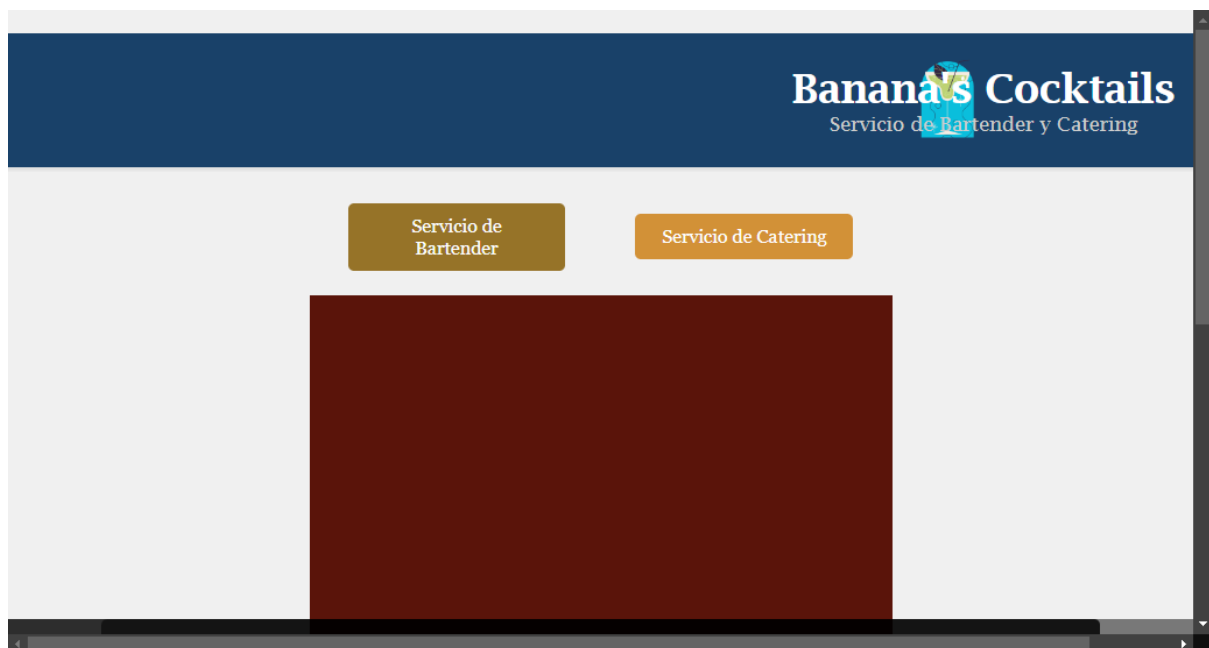 Banana's Cocktails
Servicio de Bartender y Catering
Servicio de
Bartender
Servicio de Catering